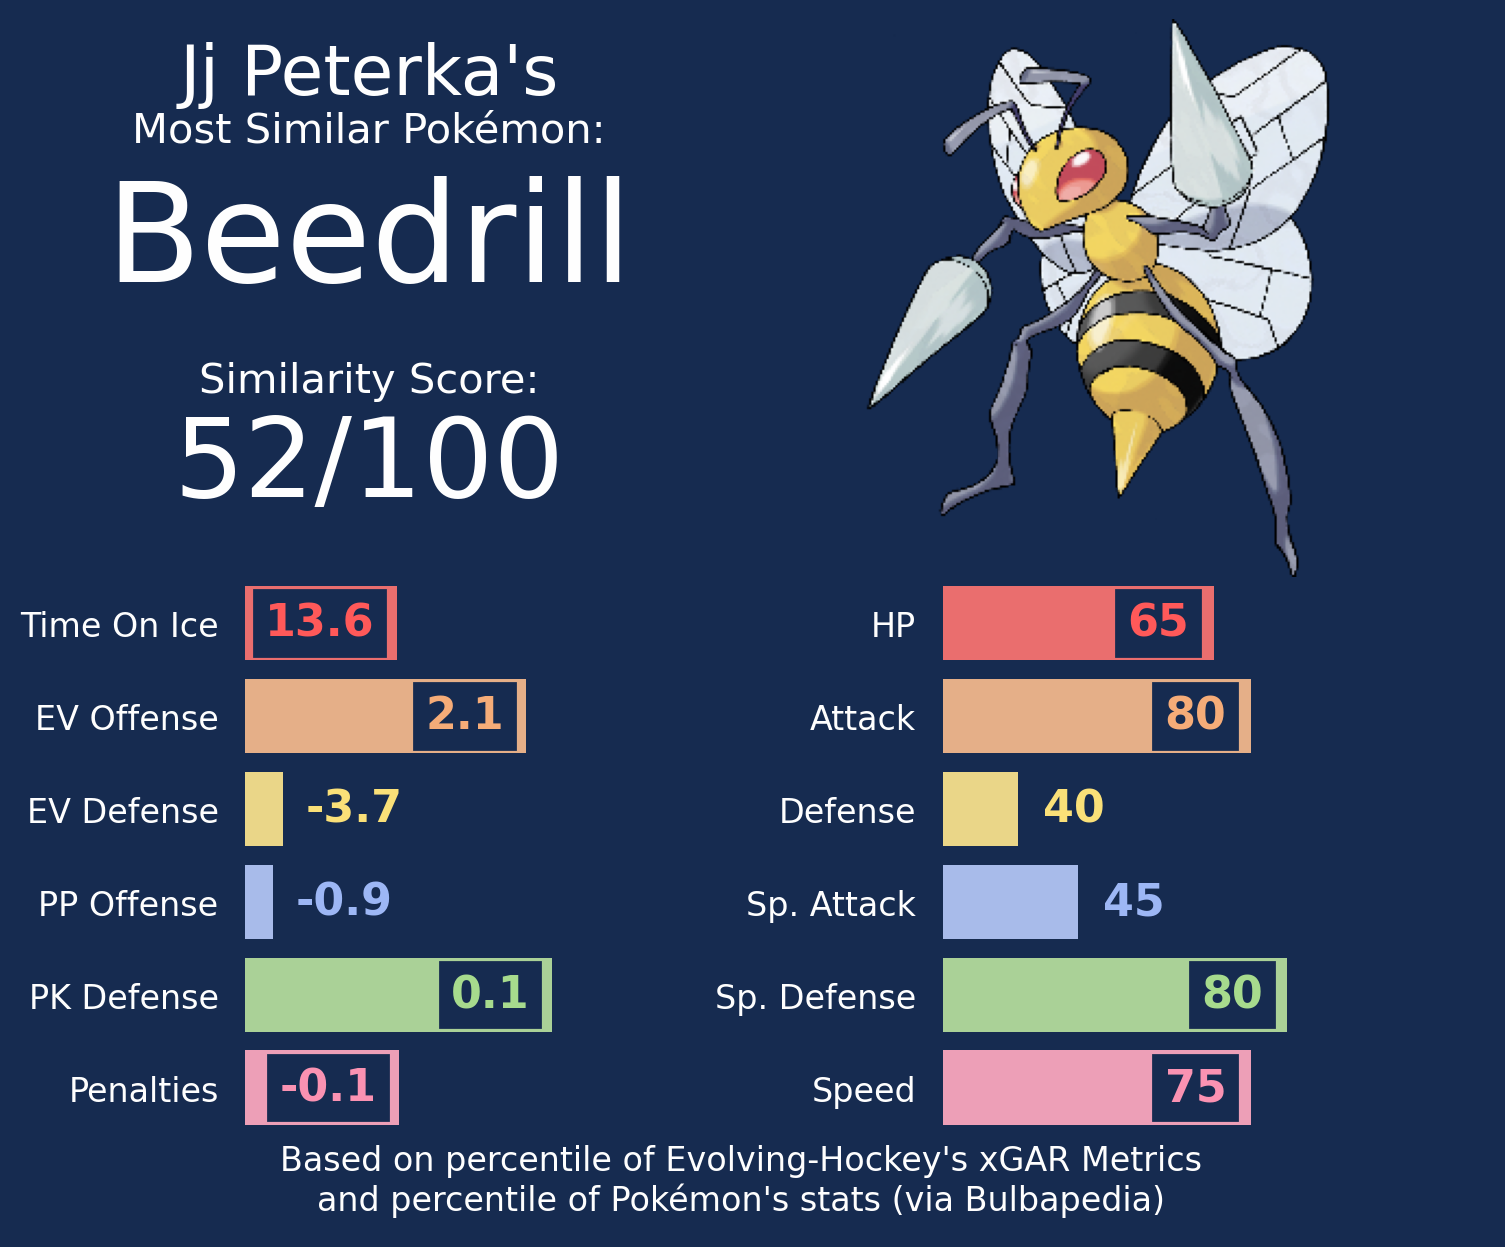 Jj Peterka's
Most Similar Pokémon:
Beedrill
Similarity Score:
52/100
Time On Ice 13.6
EV Offense 2.1
EV Defense -3.7
PP Offense -0.9
PK Defense 0.1
Penalties -0.1
HP 65
Attack 80
Defense 40
Sp. Attack 45
Sp. Defense 80
Speed 75
Based on percentile of Evolving-Hockey's xGAR Metrics
and percentile of Pokémon's stats (via Bulbapedia)